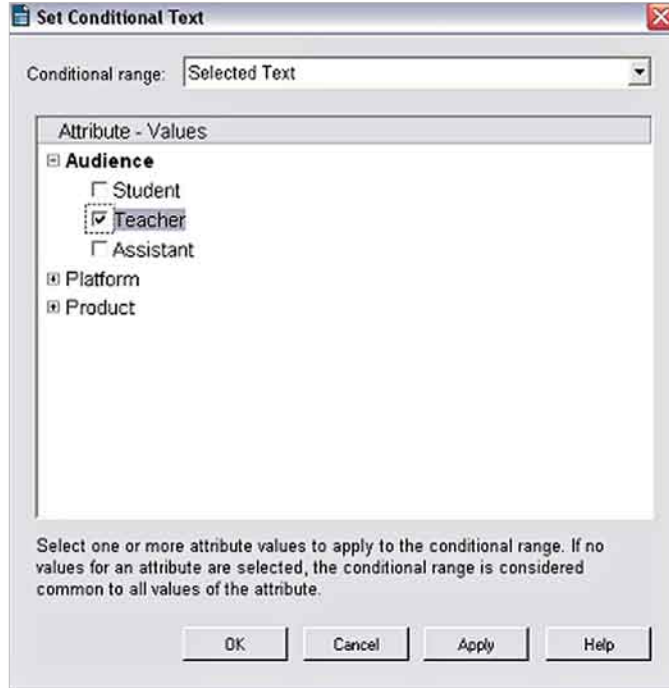 Set Conditional Text
Conditional range: Selected Text
Attribute - Values
Audience
Student
Teacher
Assistant
Platform
Product
Select one or more attribute values to apply to the conditional range. If no
values for an attribute are selected, the conditional range is considered
common to all values of the attribute.
OK Cancel Apply Help